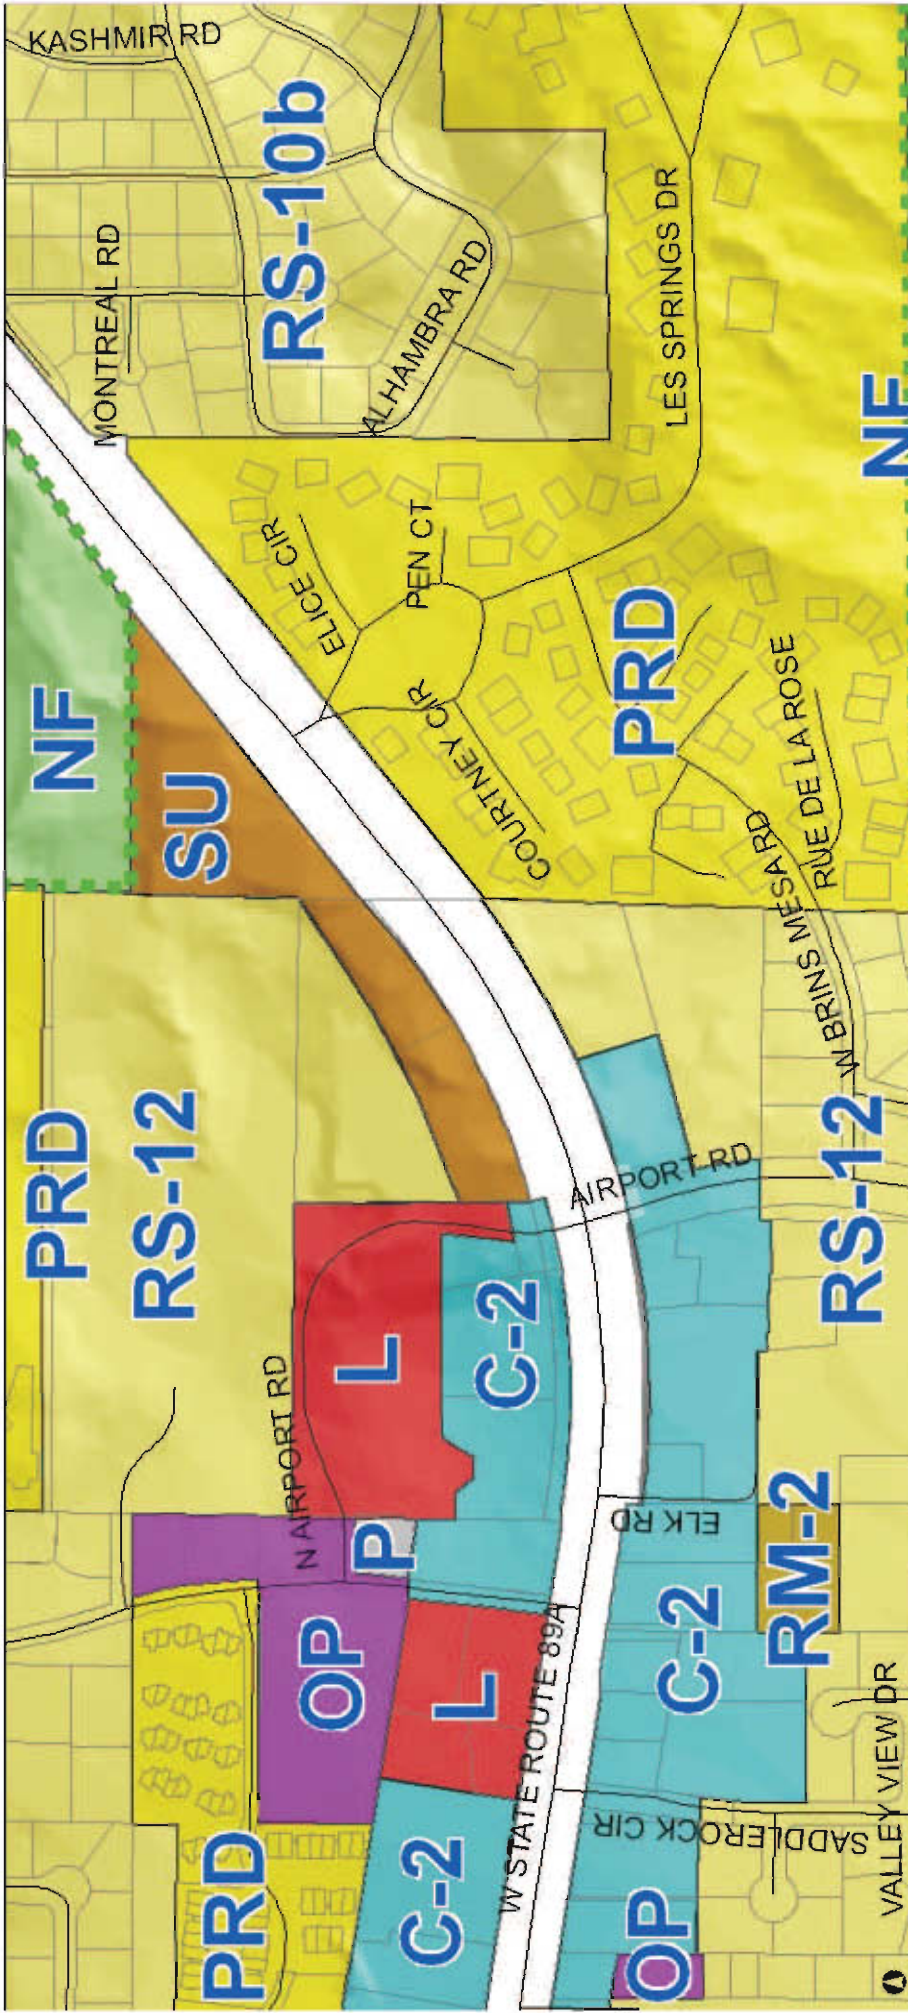 KASHMIR RD
RS-10b
MONTREAL RD
ALHAMBRA RD
LES SPRINGS DR
NF
ELICE CIR
PEN CT
NF
PRD
COURTNEY CIR
SU
RUE DE LA ROSE
W BRINS MESA RD
PRD
RS-12
AIRPORT RD
RS-12
L
C-2
N AIRPORT RD
P
ELK RD
RM-2
OP
L
C-2
W STATE ROUTE 89A
VALLEY VIEW DR
SADDLEROCK CIR
PRD
C-2
OP